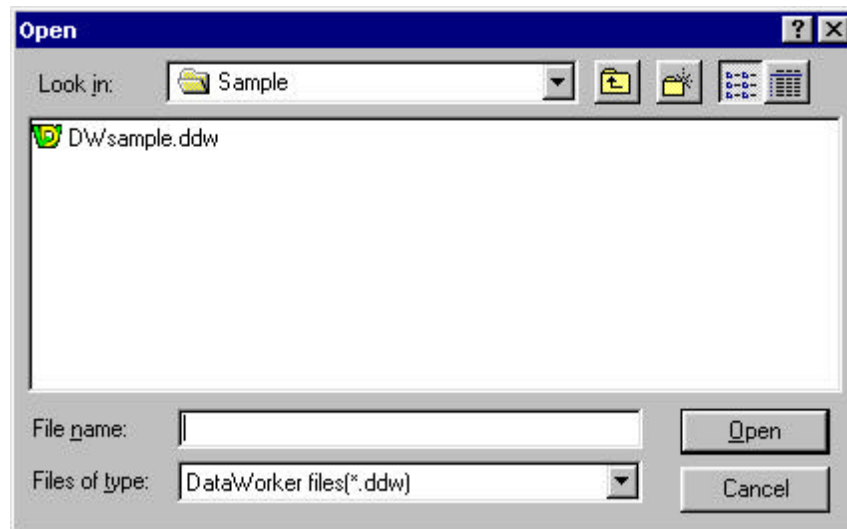 Open
Look in: Sample
DWsample.ddw
File name:
Open
Files of type: DataWorker files(*.ddw)
Cancel